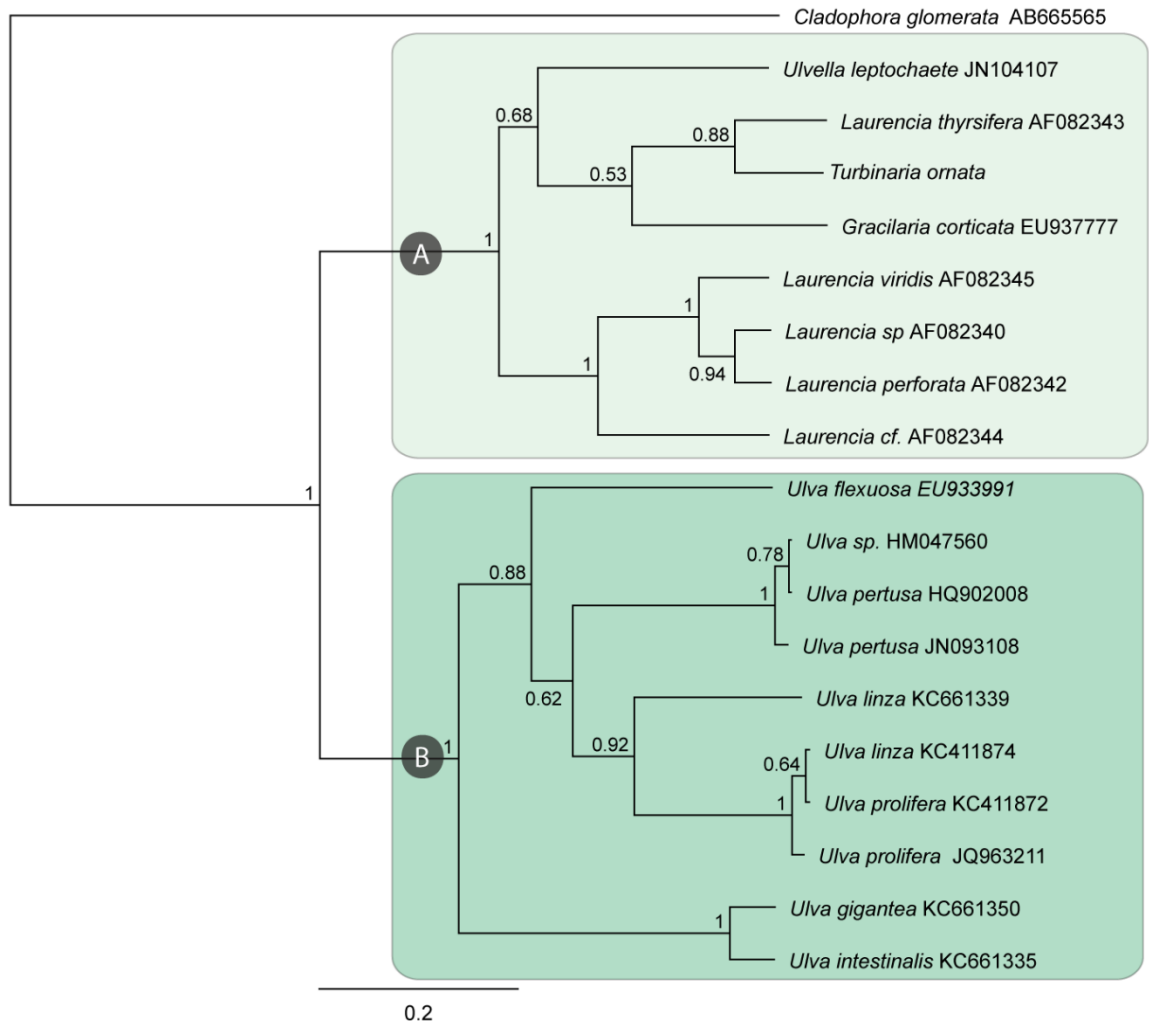 Cladophora glomerata AB665565
Ulvella leptochaete JN104107
0.68
Laurencia thyrsifera AF082343
0.88
Turbinaria ornata
0.53
Gracilaria corticata EU937777
1
A
Laurencia viridis AF082345
1
Laurencia sp AF082340
1
0.94
Laurencia perforata AF082342
Laurencia cf. AF082344
1
Ulva flexuosa EU933991
Ulva sp. HM047560
0.78
0.88
Ulva pertusa HQ902008
1
Ulva pertusa JN093108
0.62
Ulva linza KC661339
0.92
1
B
Ulva linza KC411874
0.64
Ulva prolifera KC411872
1
Ulva prolifera JQ963211
Ulva gigantea KC661350
1
Ulva intestinalis KC661335
0.2